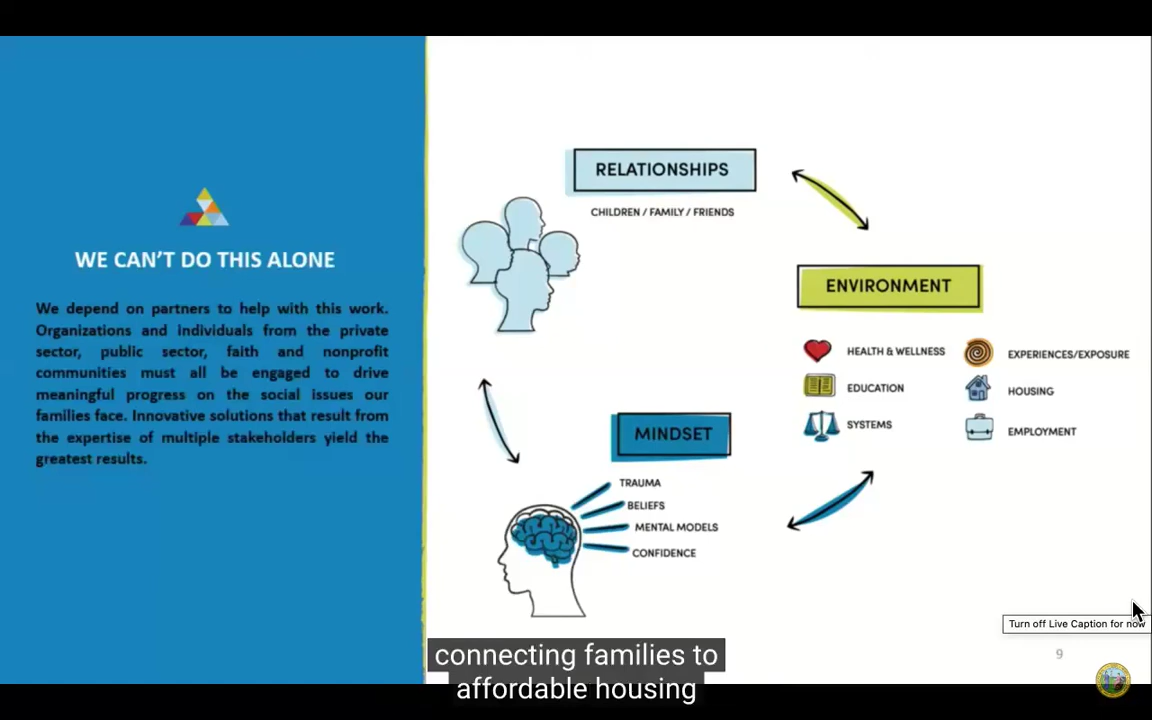 WE CAN'T DO THIS ALONE
We depend on partners to help with this work.
Organizations and individuals from the private
sector, public sector, faith and nonprofit
communities must all be engaged to drive
meaningful progress on the social issues our
families face. Innovative solutions that result from
the expertise of multiple stakeholders yield the
greatest results.
RELATIONSHIPS
CHILDREN / FAMILY / FRIENDS
ENVIRONMENT
HEALTH & WELLNESS
EXPERIENCES/EXPOSURE
EDUCATION
HOUSING
SYSTEMS
EMPLOYMENT
MINDSET
TRAUMA
BELIEFS
MENTAL MODELS
CONFIDENCE
Turn off Live Caption for now
9
connecting families to
affordable housing